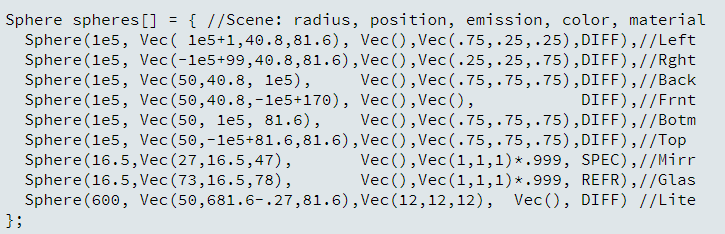 Sphere spheres[] = { //Scene: radius, position, emission, color, material
  Sphere(1e5, Vec( 1e5+1,40.8,81.6), Vec(),Vec(.75,.25,.25),DIFF),//Left
  Sphere(1e5, Vec(-1e5+99,40.8,81.6),Vec(),Vec(.25,.25,.75),DIFF),//Rght
  Sphere(1e5, Vec(50,40.8, 1e5),     Vec(),Vec(.75,.75,.75),DIFF),//Back
  Sphere(1e5, Vec(50,40.8,-1e5+170), Vec(),Vec(),           DIFF),//Frnt
  Sphere(1e5, Vec(50, 1e5, 81.6),    Vec(),Vec(.75,.75,.75),DIFF),//Botm
  Sphere(1e5, Vec(50,-1e5+81.6,81.6),Vec(),Vec(.75,.75,.75),DIFF),//Top
  Sphere(16.5,Vec(27,16.5,47),       Vec(),Vec(1,1,1)*.999, SPEC),//Mirr
  Sphere(16.5,Vec(73,16.5,78),       Vec(),Vec(1,1,1)*.999, REFR),//Glas
  Sphere(600, Vec(50,681.6-.27,81.6),Vec(12,12,12),  Vec(), DIFF) //Lite
};